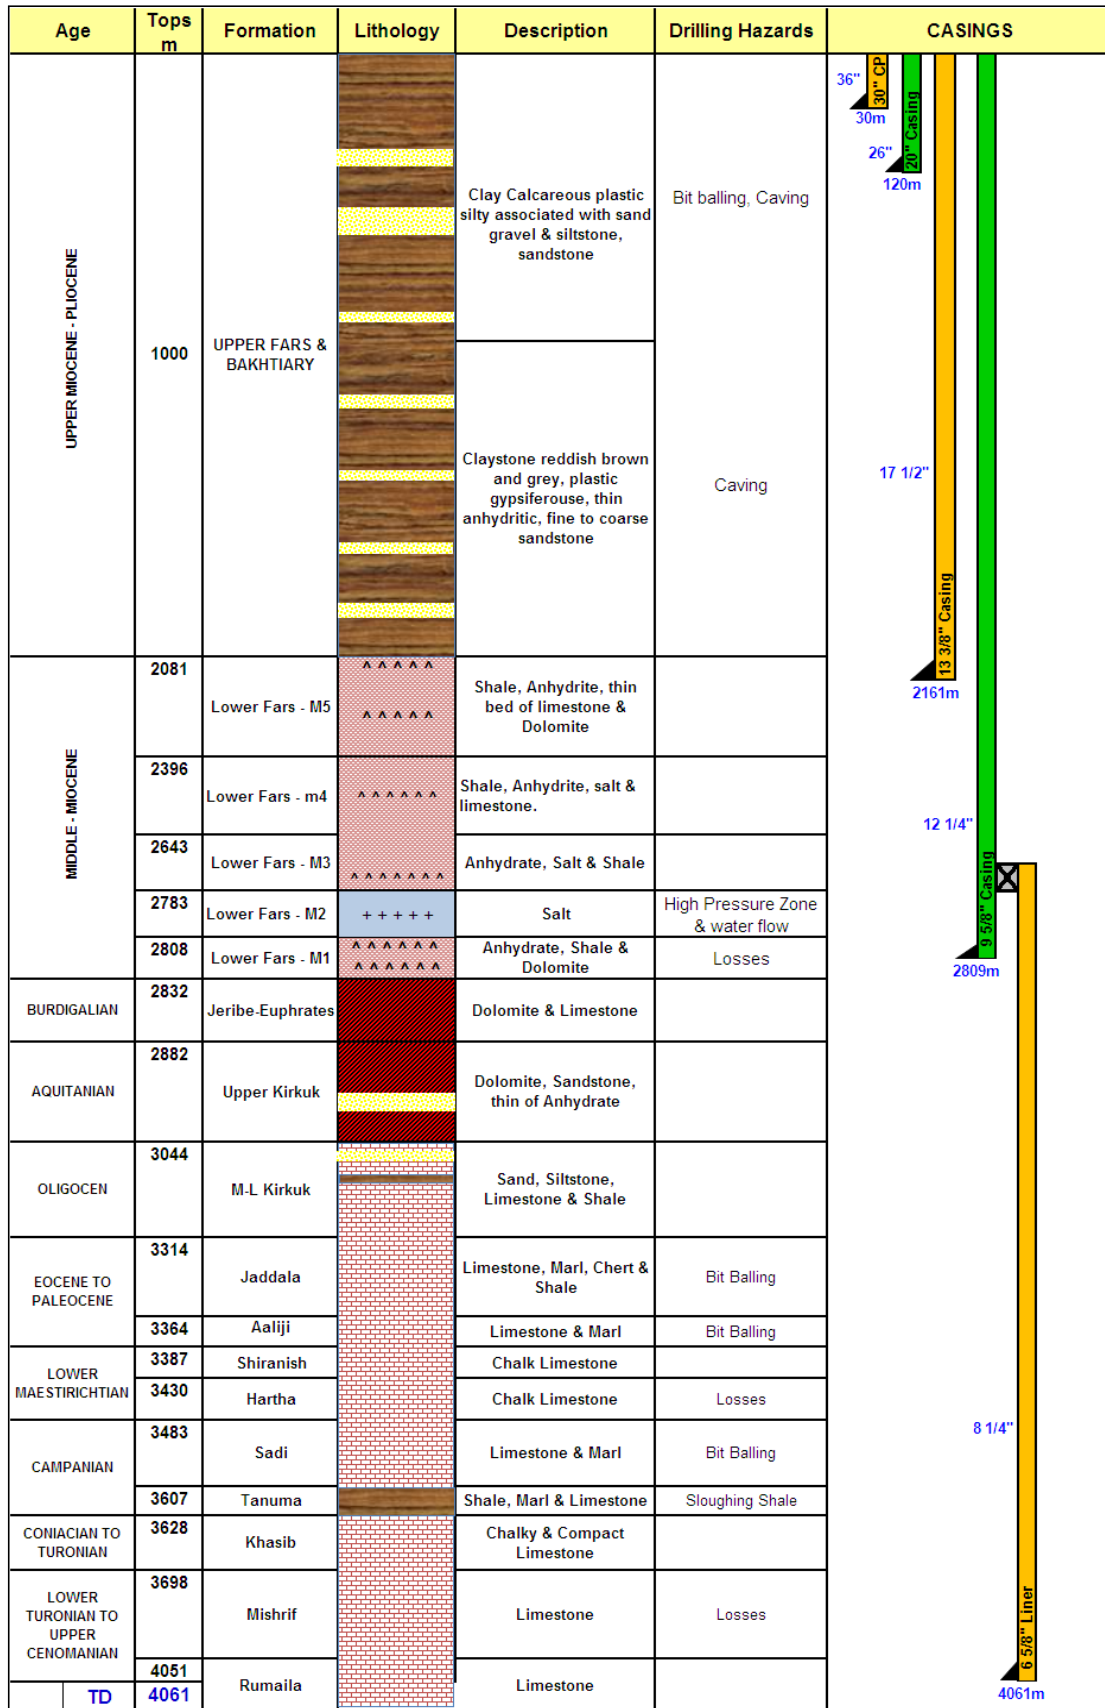 Age
Tops
m
Formation
Lithology
Description
Drilling Hazards
CASINGS
UPPER MIOCENE - PLIOCENE
1000
UPPER FARS &
BAKHTIARY
Clay Calcareous plastic
silty associated with sand
gravel & siltstone,
sandstone
Bit balling, Caving
Claystone reddish brown
and grey, plastic
gypsiferouse, thin
anhydritic, fine to coarse
sandstone
Caving
36"
30" CP
30m
26"
20" Casing
120m
17 1/2"
13 3/8" Casing
2161m
12 1/4"
9 5/8" Casing
2809m
8 1/4"
6 5/8" Liner
4061m
MIDDLE - MIOCENE
2081
Lower Fars - M5
^ ^ ^ ^ ^
^ ^ ^ ^ ^
Shale, Anhydrite, thin
bed of limestone &
Dolomite
2396
Lower Fars - m4
^ ^ ^ ^ ^ ^
Shale, Anhydrite, salt &
limestone.
2643
Lower Fars - M3
^ ^ ^ ^ ^ ^ ^
Anhydrate, Salt & Shale
2783
Lower Fars - M2
+ + + + +
Salt
High Pressure Zone
& water flow
2808
Lower Fars - M1
^ ^ ^ ^ ^ ^
^ ^ ^ ^ ^ ^
Anhydrate, Shale &
Dolomite
Losses
BURDIGALIAN
2832
Jeribe-Euphrates
Dolomite & Limestone
AQUITANIAN
2882
Upper Kirkuk
Dolomite, Sandstone,
thin of Anhydrate
OLIGOCEN
3044
M-L Kirkuk
Sand, Siltstone,
Limestone & Shale
EOCENE TO
PALEOCENE
3314
Jaddala
Limestone, Marl, Chert &
Shale
Bit Balling
3364
Aaliji
Limestone & Marl
Bit Balling
LOWER
MAESTIRICHTIAN
3387
Shiranish
Chalk Limestone
3430
Hartha
Chalk Limestone
Losses
CAMPANIAN
3483
Sadi
Limestone & Marl
Bit Balling
3607
Tanuma
Shale, Marl & Limestone
Sloughing Shale
CONIACIAN TO
TURONIAN
3628
Khasib
Chalky & Compact
Limestone
LOWER
TURONIAN TO
UPPER
CENOMANIAN
3698
Mishrif
Limestone
Losses
4051
Rumaila
Limestone
TD
4061